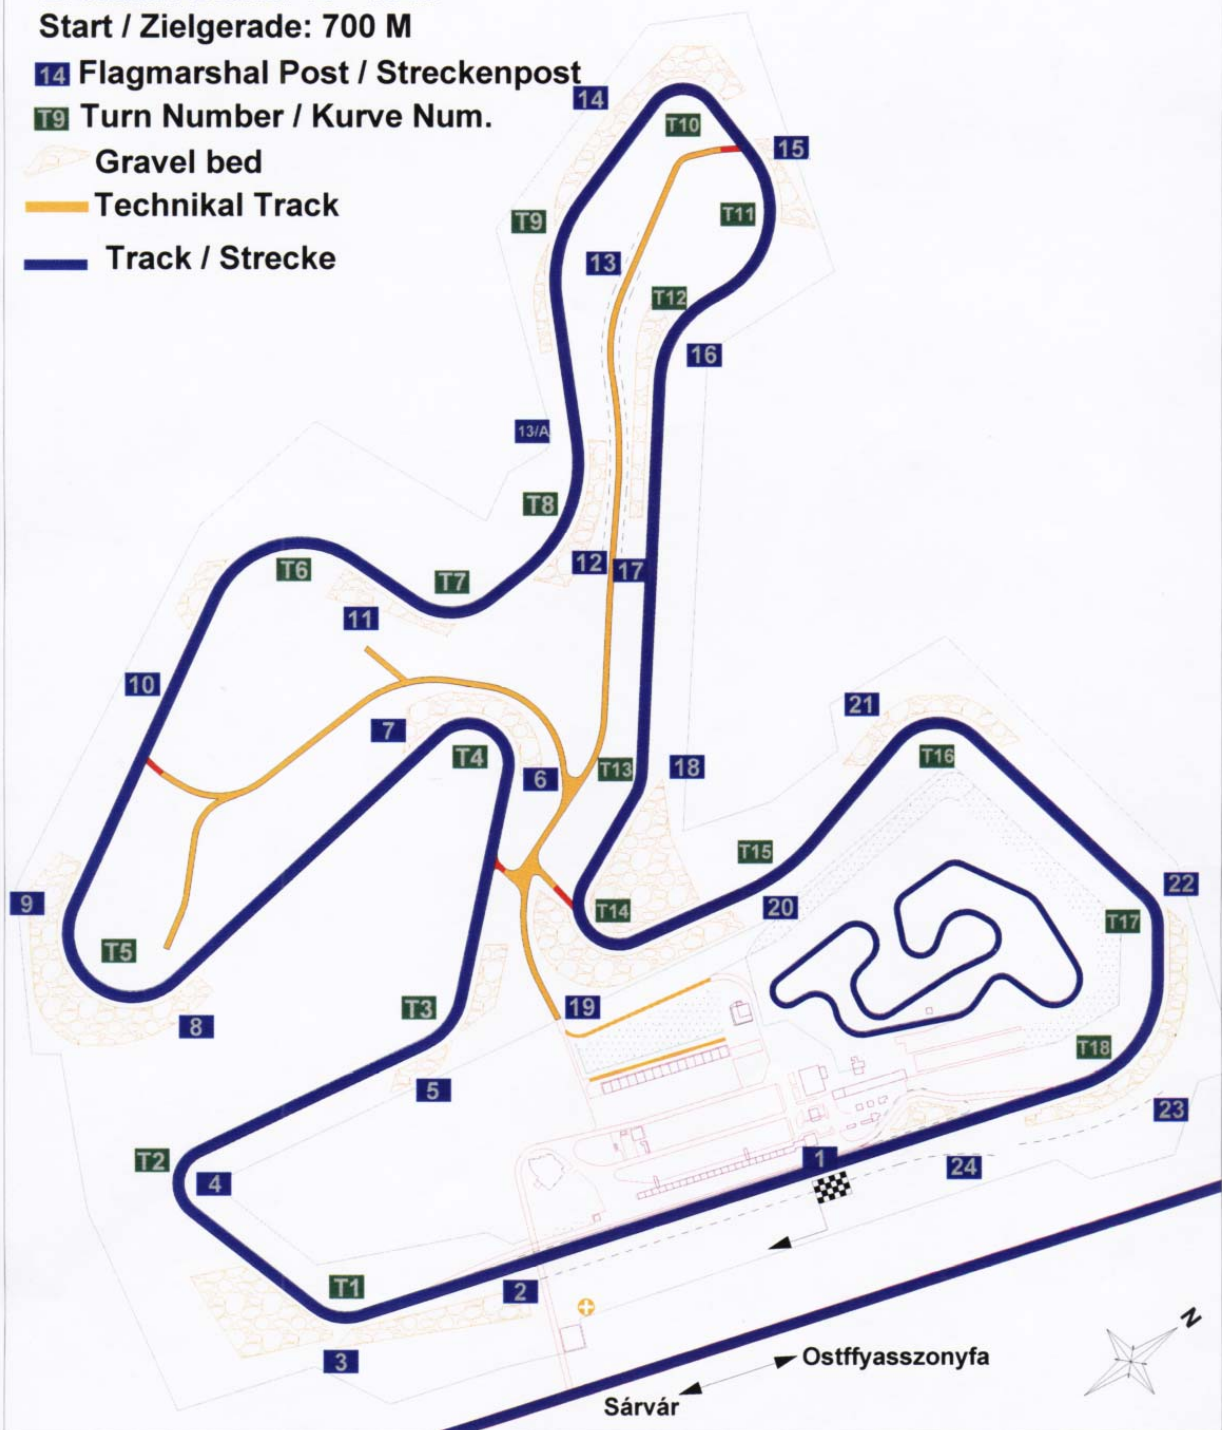 Start / Zielgerade: 700 M
14 Flagmarshal Post / Streckenpost
T9 Turn Number / Kurve Num.
Gravel bed
Technikal Track
Track / Strecke
14
T10
15
T9
T11
13
T12
16
13/A
T8
12
17
T6
T7
11
10
7
T4
6
T13
18
21
T16
9
T5
T14
T15
20
22
T17
8
T3
19
T18
5
T2
4
1
23
24
T1
2
3
N
Ostffyasszonyfa
Sárvár